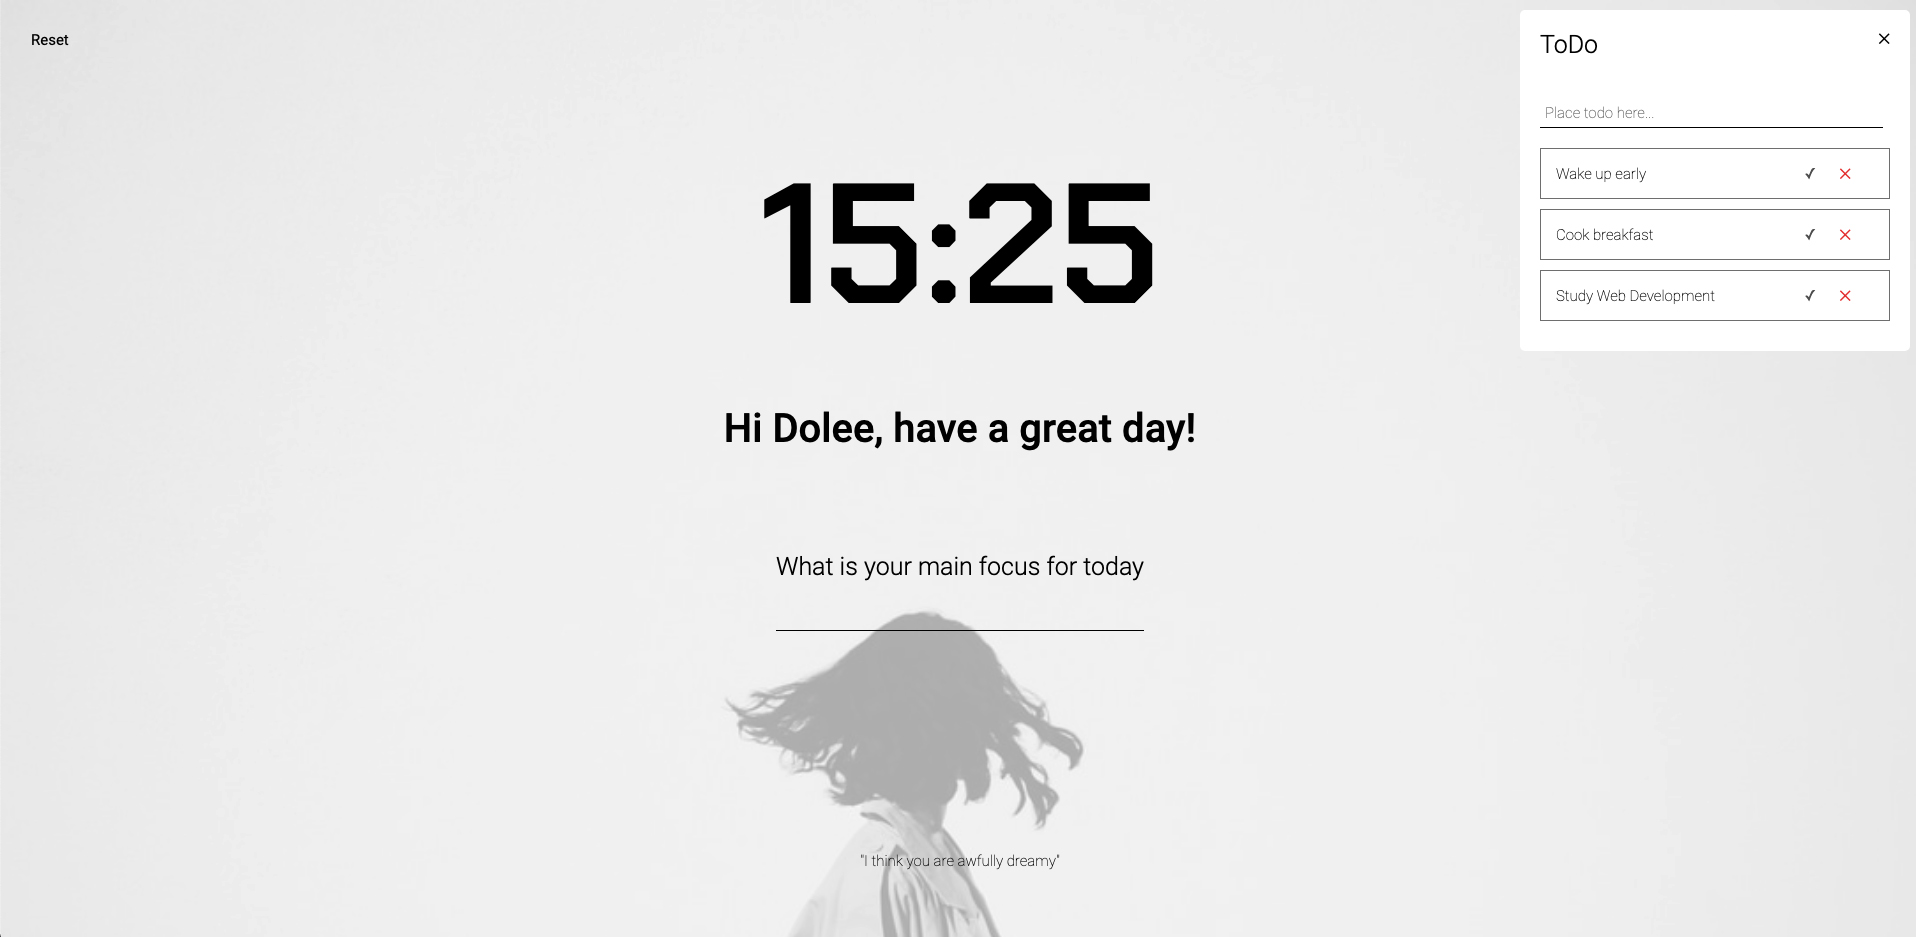 Reset
ToDo
Place todo here...
Wake up early
Cook breakfast
Study Web Development
15:25
Hi Dolee, have a great day!
What is your main focus for today
"I think you are awfully dreamy"